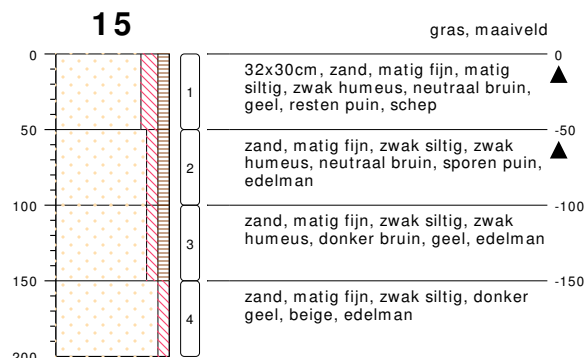 15
gras, maaiveld
0
0
1
32x30cm, zand, matig fijn, matig
siltig, zwak humeus, neutraal bruin,
geel, resten puin, schep
50
-50
2
zand, matig fijn, zwak siltig, zwak
humeus, neutraal bruin, sporen puin,
edelman
100
-100
3
zand, matig fijn, zwak siltig, zwak
humeus, donker bruin, geel, edelman
150
-150
4
zand, matig fijn, zwak siltig, donker
geel, beige, edelman
200